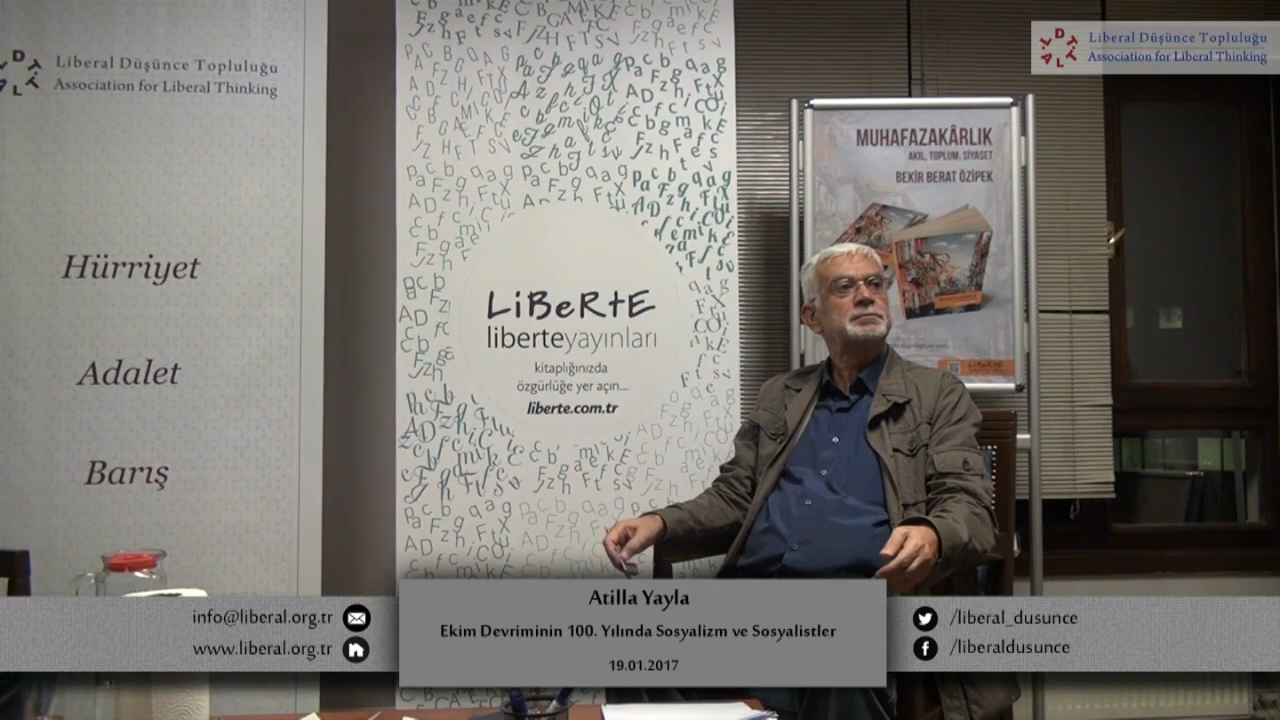 Liberal Düşünce Topluluğu
Association for Liberal Thinking
Hürriyet
Adalet
Barış
LiBeRtE
liberteyayınları
kitaplığınızda
özgürlüğe yer açın...
liberte.com.tr
MUHAFAZAKÂRLIK
AKIL, TOPLUM, SİYASET
BEKİR BERAT ÖZİPEK
LiBeRtE
Liberal Düşünce Topluluğu
Association for Liberal Thinking
info@liberal.org.tr
www.liberal.org.tr
Atilla Yayla
Ekim Devriminin 100. Yılında Sosyalizm ve Sosyalistler
19.01.2017
/liberal_dusunce
/liberaldusunce